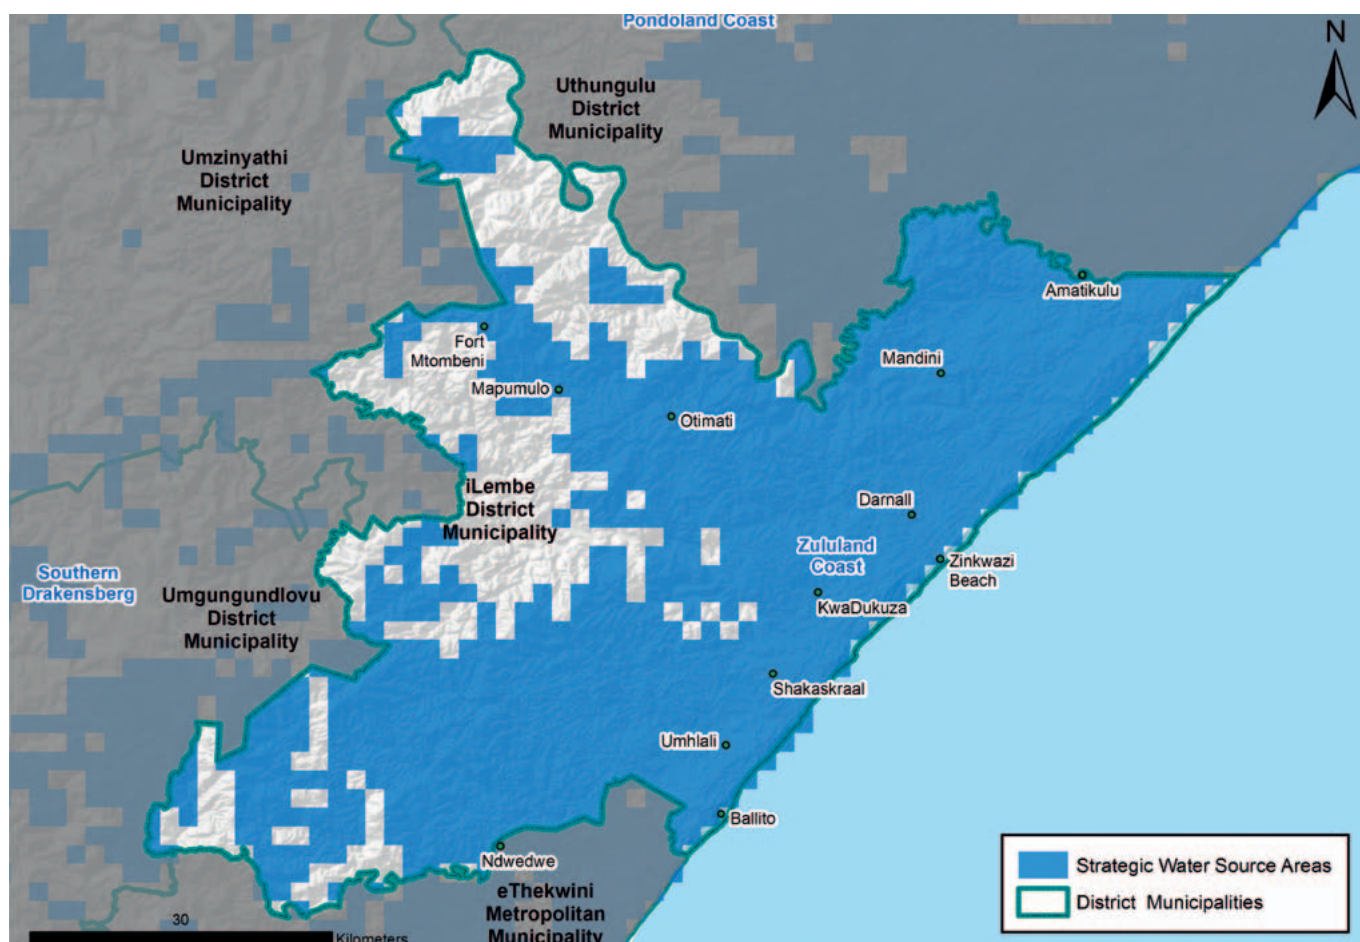 Pondoland Coast
N
Uthungulu
District
Municipality
Umzinyathi
District
Municipality
Amatikulu
Fort
Mtombeni
Mandini
Mapumulo
Otimati
iLembe
District
Municipality
Darnall
Zululand
Coast
Zinkwazi
Beach
Southern
Drakensberg
Umgungundlovu
District
Municipality
KwaDukuza
Shakaskraal
Umhlali
Ballito
Ndwedwe
eThekwini
Metropolitan
Municipality
30
Kilometers
Strategic Water Source Areas
District Municipalities